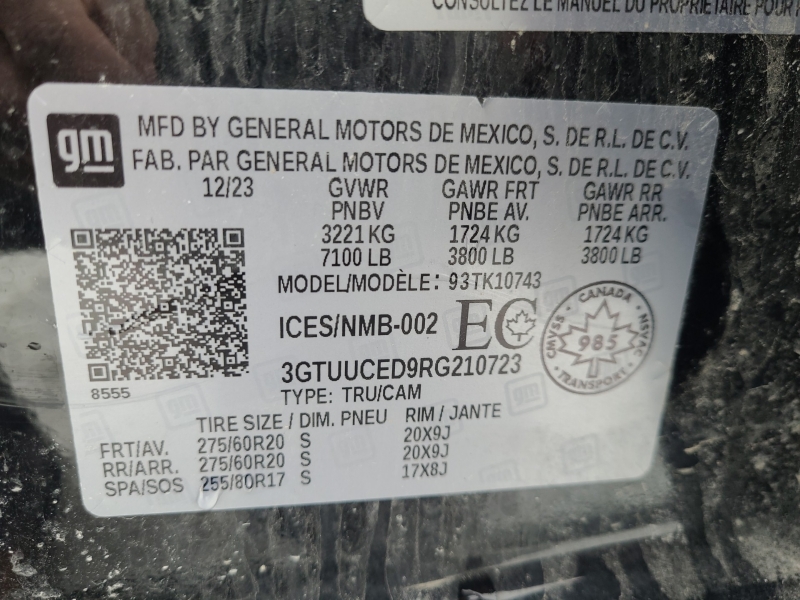 CONSULTEZ LE MANUEL DU PROPRIÉTAIRE POUR
gm
MFD BY GENERAL MOTORS DE MEXICO, S. DE R.L. DE C.V.
FAB. PAR GENERAL MOTORS DE MEXICO, S. DE R.L. DE C.V.
12/23 GVWR GAWR FRT GAWR RR
PNBV PNBE AV. PNBE ARR.
3221 KG 1724 KG 1724 KG
7100 LB 3800 LB 3800 LB
MODEL/MODÈLE: 93TK10743
ICES/NMB-002 EC
CANADA
CMVSS 985 NSVAC
TRANSPORT
3GTUUCED9RG210723
8555 TYPE: TRU/CAM
TIRE SIZE / DIM. PNEU RIM / JANTE
FRT/AV. 275/60R20 S 20X9J
RR/ARR. 275/60R20 S 20X9J
SPA/SOS 255/80R17 S 17X8J